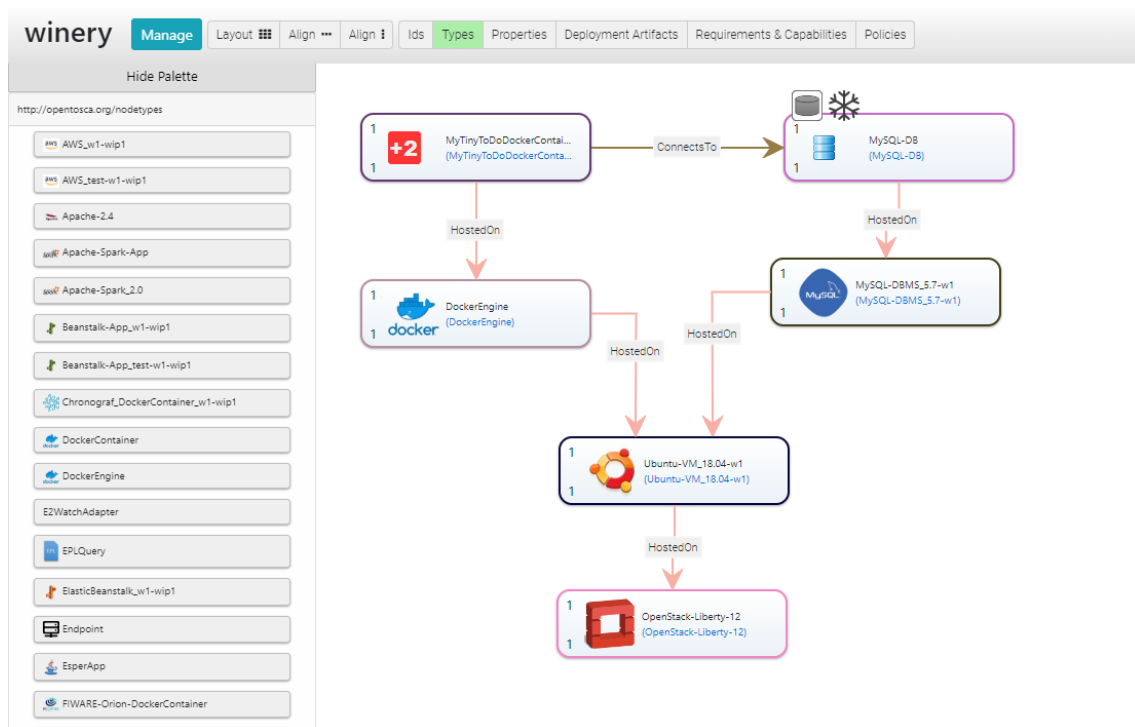 winery
Manage
Layout
Align
Align
Ids
Types
Properties
Deployment Artifacts
Requirements & Capabilities
Policies
Hide Palette
http://opentosca.org/nodetypes
AWS_w1-wip1
AWS_test-w1-wip1
Apache-2.4
Apache-Spark-App
Apache-Spark_2.0
Beanstalk-App_w1-wip1
Beanstalk-App_test-w1-wip1
Chronograf_DockerContainer_w1-wip1
DockerContainer
DockerEngine
E2WatchAdapter
EPLQuery
ElasticBeanstalk_w1-wip1
Endpoint
EsperApp
FIWARE-Orion-DockerContainer
1
+2
MyTinyToDoDockerContai...
(MyTinyToDoDockerConta...
1
ConnectsTo
1
MySQL-DB
(MySQL-DB)
1
HostedOn
HostedOn
1
docker
DockerEngine
(DockerEngine)
1
1
MySQL
MySQL-DBMS_5.7-w1
(MySQL-DBMS_5.7-w1)
1
HostedOn
HostedOn
1
Ubuntu-VM_18.04-w1
(Ubuntu-VM_18.04-w1)
1
HostedOn
1
OpenStack-Liberty-12
(OpenStack-Liberty-12)
1